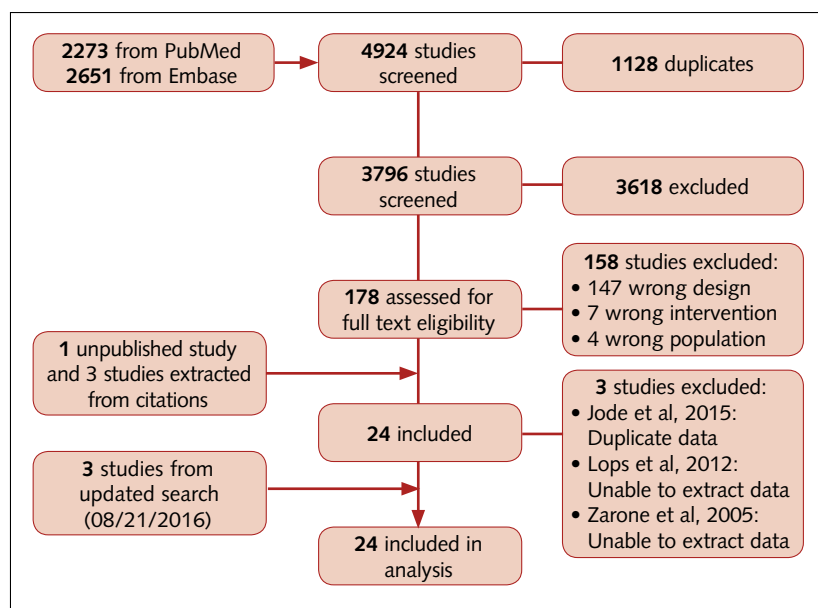 2273 from PubMed
2651 from Embase
4924 studies
screened
1128 duplicates
3796 studies
screened
3618 excluded
178 assessed for
full text eligibility
158 studies excluded:
• 147 wrong design
• 7 wrong intervention
• 4 wrong population
1 unpublished study
and 3 studies extracted
from citations
24 included
3 studies excluded:
• Jode et al, 2015:
Duplicate data
• Lops et al, 2012:
Unable to extract data
• Zarone et al, 2005:
Unable to extract data
3 studies from
updated search
(08/21/2016)
24 included in
analysis